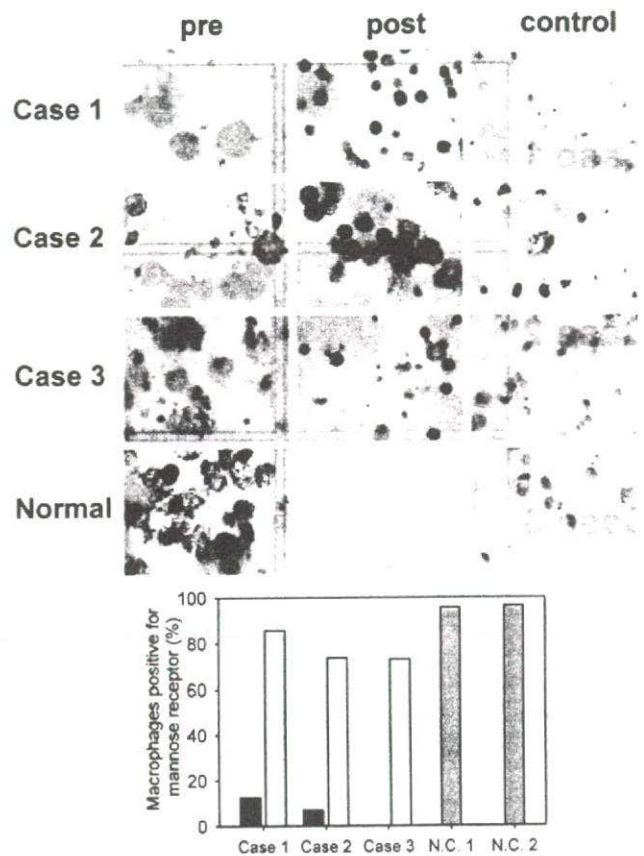 pre post control
Case 1
Case 2
Case 3
Normal
Macrophages positive for
mannose receptor (%)
100
80
60
40
20
0
Case 1 Case 2 Case 3 N.C. 1 N.C. 2